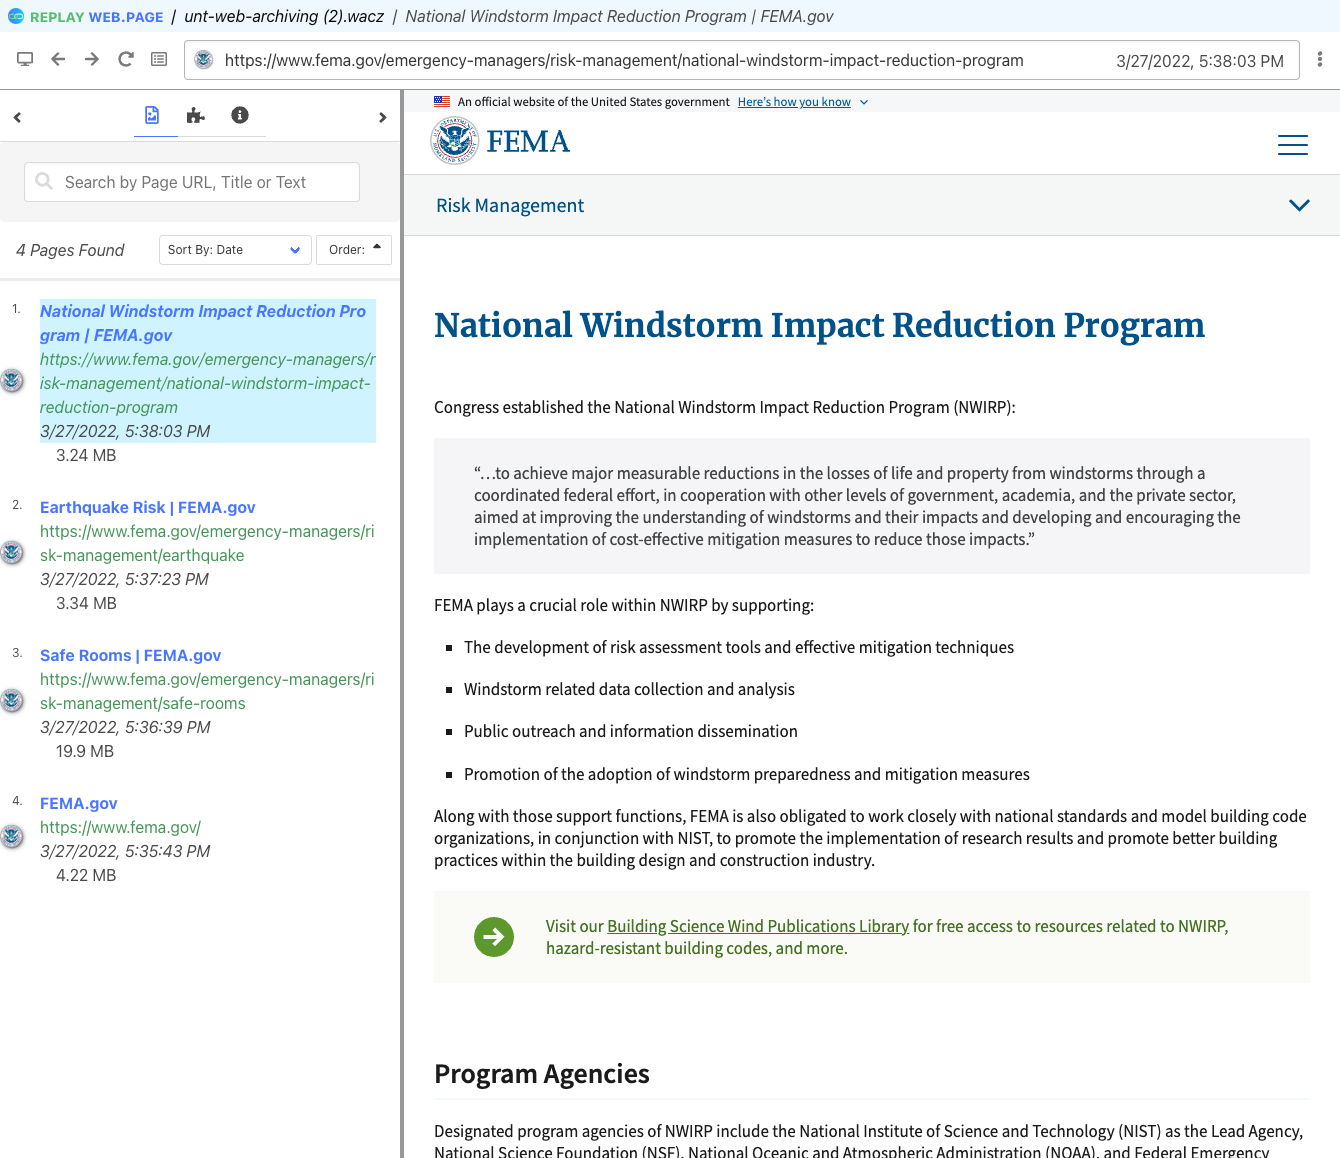 REPLAY WEB.PAGE / unt-web-archiving (2).wacz / National Windstorm Impact Reduction Program | FEMA.gov
https://www.fema.gov/emergency-managers/risk-management/national-windstorm-impact-reduction-program 3/27/2022, 5:38:03 PM
Search by Page URL, Title or Text
4 Pages Found Sort By: Date Order:
1. National Windstorm Impact Reduction Pro
gram | FEMA.gov
https://www.fema.gov/emergency-managers/r
isk-management/national-windstorm-impact-
reduction-program
3/27/2022, 5:38:03 PM
3.24 MB
2. Earthquake Risk | FEMA.gov
https://www.fema.gov/emergency-managers/ri
sk-management/earthquake
3/27/2022, 5:37:23 PM
3.34 MB
3. Safe Rooms | FEMA.gov
https://www.fema.gov/emergency-managers/ri
sk-management/safe-rooms
3/27/2022, 5:36:39 PM
19.9 MB
4. FEMA.gov
https://www.fema.gov/
3/27/2022, 5:35:43 PM
4.22 MB
An official website of the United States government Here's how you know
FEMA
Risk Management
National Windstorm Impact Reduction Program
Congress established the National Windstorm Impact Reduction Program (NWIRP):
“…to achieve major measurable reductions in the losses of life and property from windstorms through a
coordinated federal effort, in cooperation with other levels of government, academia, and the private sector,
aimed at improving the understanding of windstorms and their impacts and developing and encouraging the
implementation of cost-effective mitigation measures to reduce those impacts.”
FEMA plays a crucial role within NWIRP by supporting:
The development of risk assessment tools and effective mitigation techniques
Windstorm related data collection and analysis
Public outreach and information dissemination
Promotion of the adoption of windstorm preparedness and mitigation measures
Along with those support functions, FEMA is also obligated to work closely with national standards and model building code
organizations, in conjunction with NIST, to promote the implementation of research results and promote better building
practices within the building design and construction industry.
Visit our Building Science Wind Publications Library for free access to resources related to NWIRP,
hazard-resistant building codes, and more.
Program Agencies
Designated program agencies of NWIRP include the National Institute of Science and Technology (NIST) as the Lead Agency,
National Science Foundation (NSF), National Oceanic and Atmospheric Administration (NOAA), and Federal Emergency